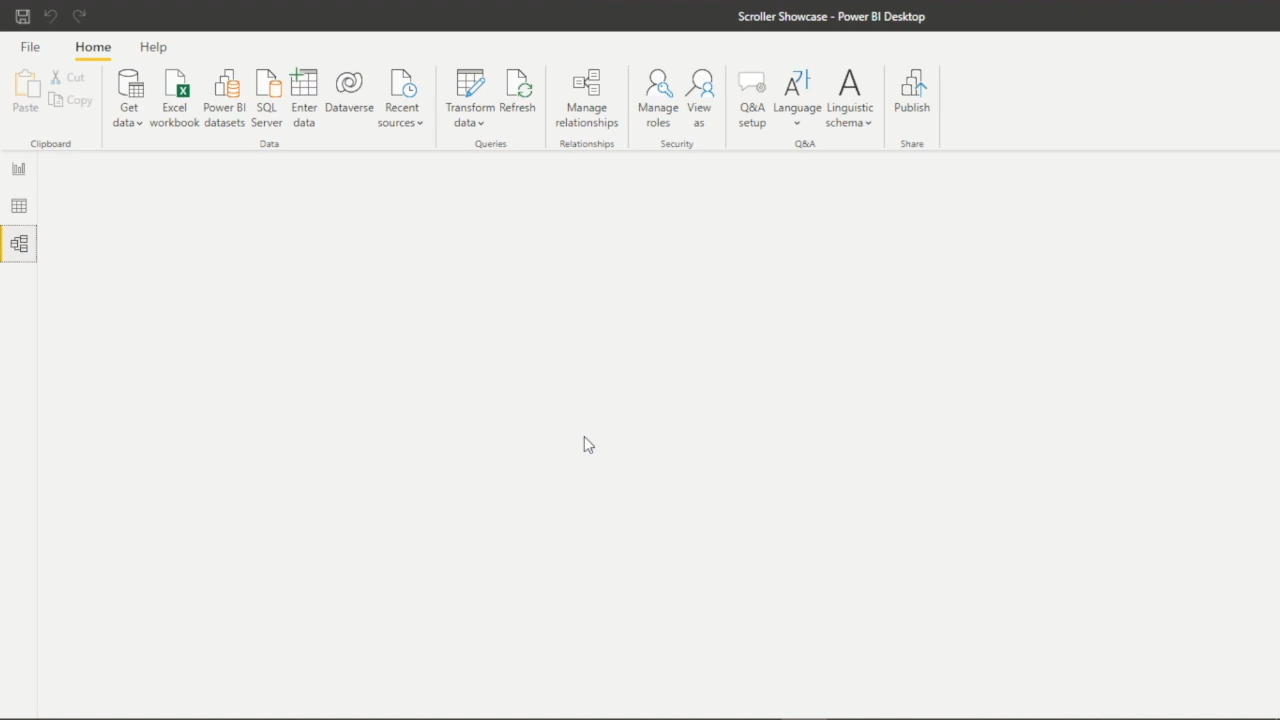 Scroller Showcase - Power BI Desktop
File Home Help
Paste
Cut
Copy
Clipboard
Get data
Excel workbook
Power BI datasets
SQL Server
Enter data
Dataverse
Recent sources
Data
Transform data
Refresh
Queries
Manage relationships
Relationships
Manage roles
View as
Security
Q&A setup
Language
Linguistic schema
Q&A
Publish
Share